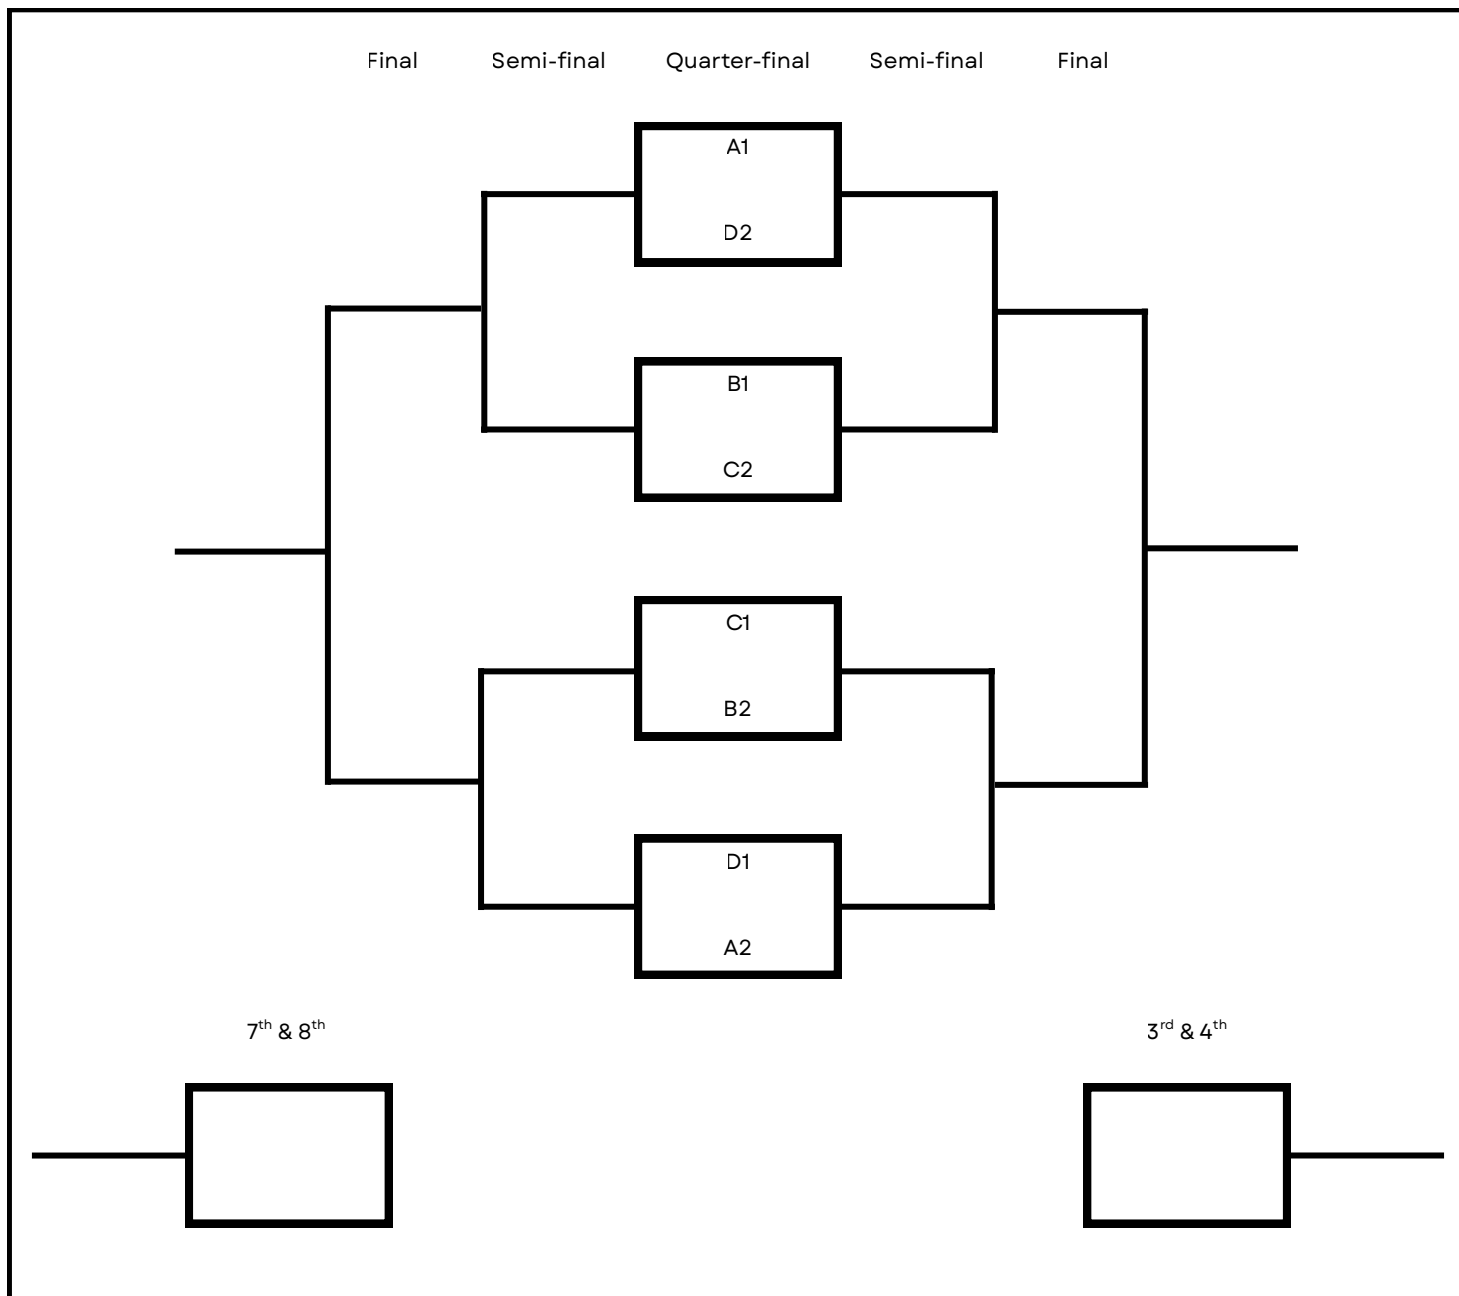 Final Semi-final Quarter-final Semi-final Final
A1
D2
B1
C2
C1
B2
D1
A2
7th & 8th 3rd & 4th